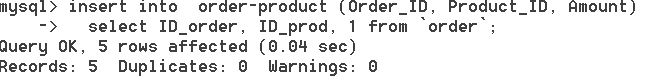 mysql> insert into  order-product (Order_ID, Product_ID, Amount)
    ->   select ID_order, ID_prod, 1 from `order`;
Query OK, 5 rows affected (0.04 sec)
Records: 5  Duplicates: 0  Warnings: 0